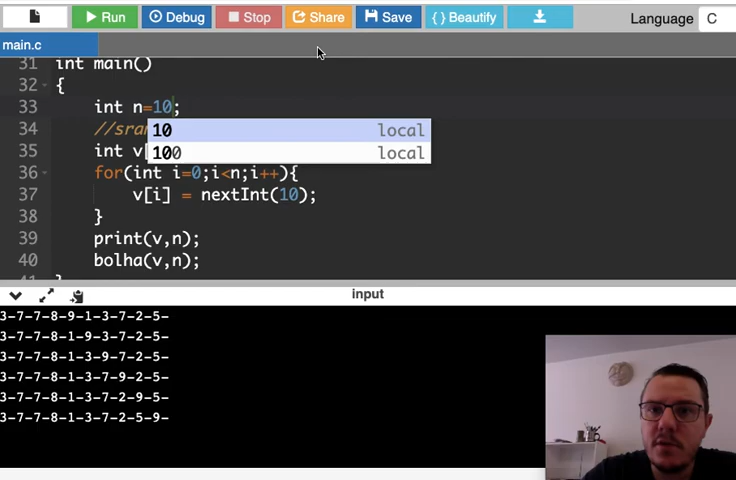 Run Debug Stop Share Save { } Beautify Language C
main.c
31 int main()
32 {
33 int n=10;
34 //sra
10 local
35 int v[
100 local
36 for(int i=0;i<n;i++){
37 v[i] = nextInt(10);
38 }
39 print(v,n);
40 bolha(v,n);
input
3-7-7-8-9-1-3-7-2-5-
3-7-7-8-1-9-3-7-2-5-
3-7-7-8-1-3-9-7-2-5-
3-7-7-8-1-3-7-9-2-5-
3-7-7-8-1-3-7-2-9-5-
3-7-7-8-1-3-7-2-5-9-